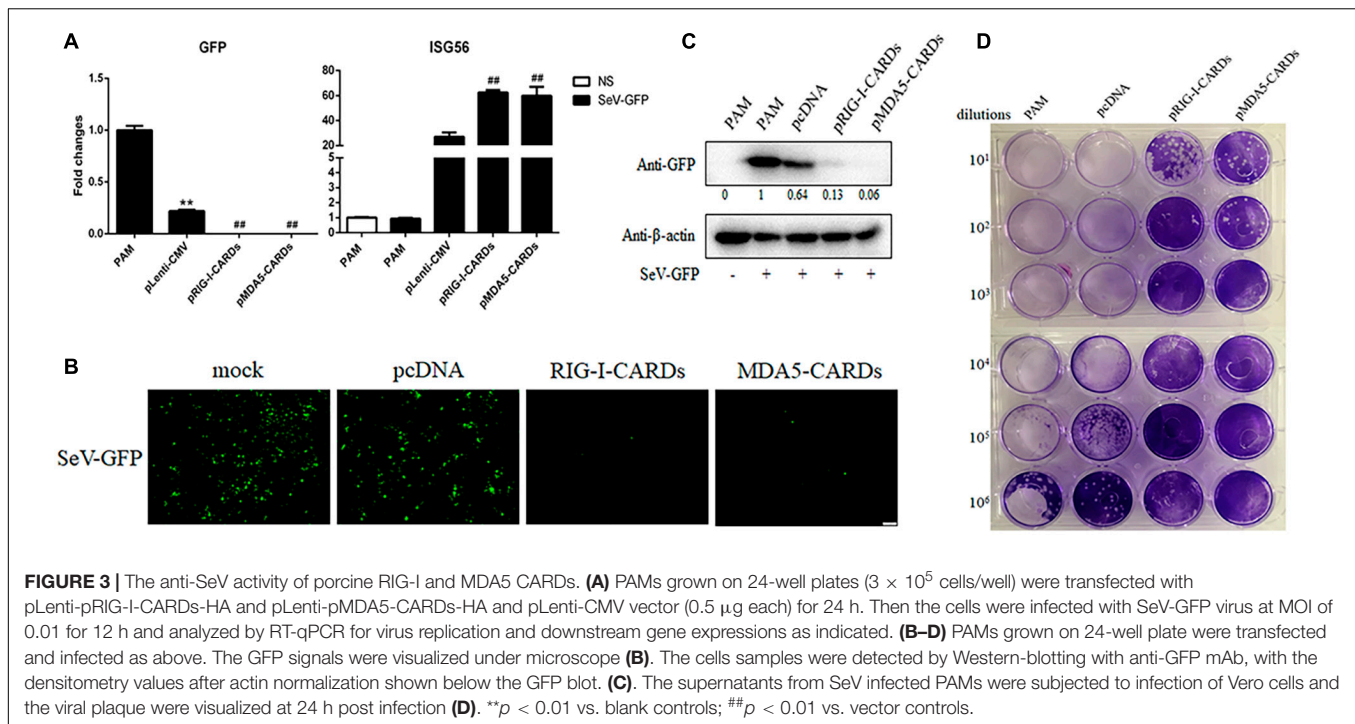 A
GFP
Fold changes
1.5
1.0
0.5
0.0
**
##
##
PAM
pLenti-CMV
pRIG-I-CARDs
pMDA5-CARDs
ISG56
80
60
40
20
5
4
3
2
1
0
##
##
PAM
PAM
pLenti-CMV
pRIG-I-CARDs
pMDA5-CARDs
NS
SeV-GFP
B
mock
pcDNA
RIG-I-CARDs
MDA5-CARDs
SeV-GFP
C
PAM
PAM
pcDNA
pRIG-I-CARDs
pMDA5-CARDs
Anti-GFP
0 1 0.64 0.13 0.06
Anti-β-actin
SeV-GFP - + + + +
D
dilutions
PAM
pcDNA
pRIG-I-CARDs
pMDA5-CARDs
10¹
10²
10³
10⁴
10⁵
10⁶
FIGURE 3 | The anti-SeV activity of porcine RIG-I and MDA5 CARDs. (A) PAMs grown on 24-well plates (3 × 10⁵ cells/well) were transfected with
pLenti-pRIG-I-CARDs-HA and pLenti-pMDA5-CARDs-HA and pLenti-CMV vector (0.5 μg each) for 24 h. Then the cells were infected with SeV-GFP virus at MOI of
0.01 for 12 h and analyzed by RT-qPCR for virus replication and downstream gene expressions as indicated. (B–D) PAMs grown on 24-well plate were transfected
and infected as above. The GFP signals were visualized under microscope (B). The cells samples were detected by Western-blotting with anti-GFP mAb, with the
densitometry values after actin normalization shown below the GFP blot. (C). The supernatants from SeV infected PAMs were subjected to infection of Vero cells and
the viral plaque were visualized at 24 h post infection (D). **p < 0.01 vs. blank controls; ##p < 0.01 vs. vector controls.